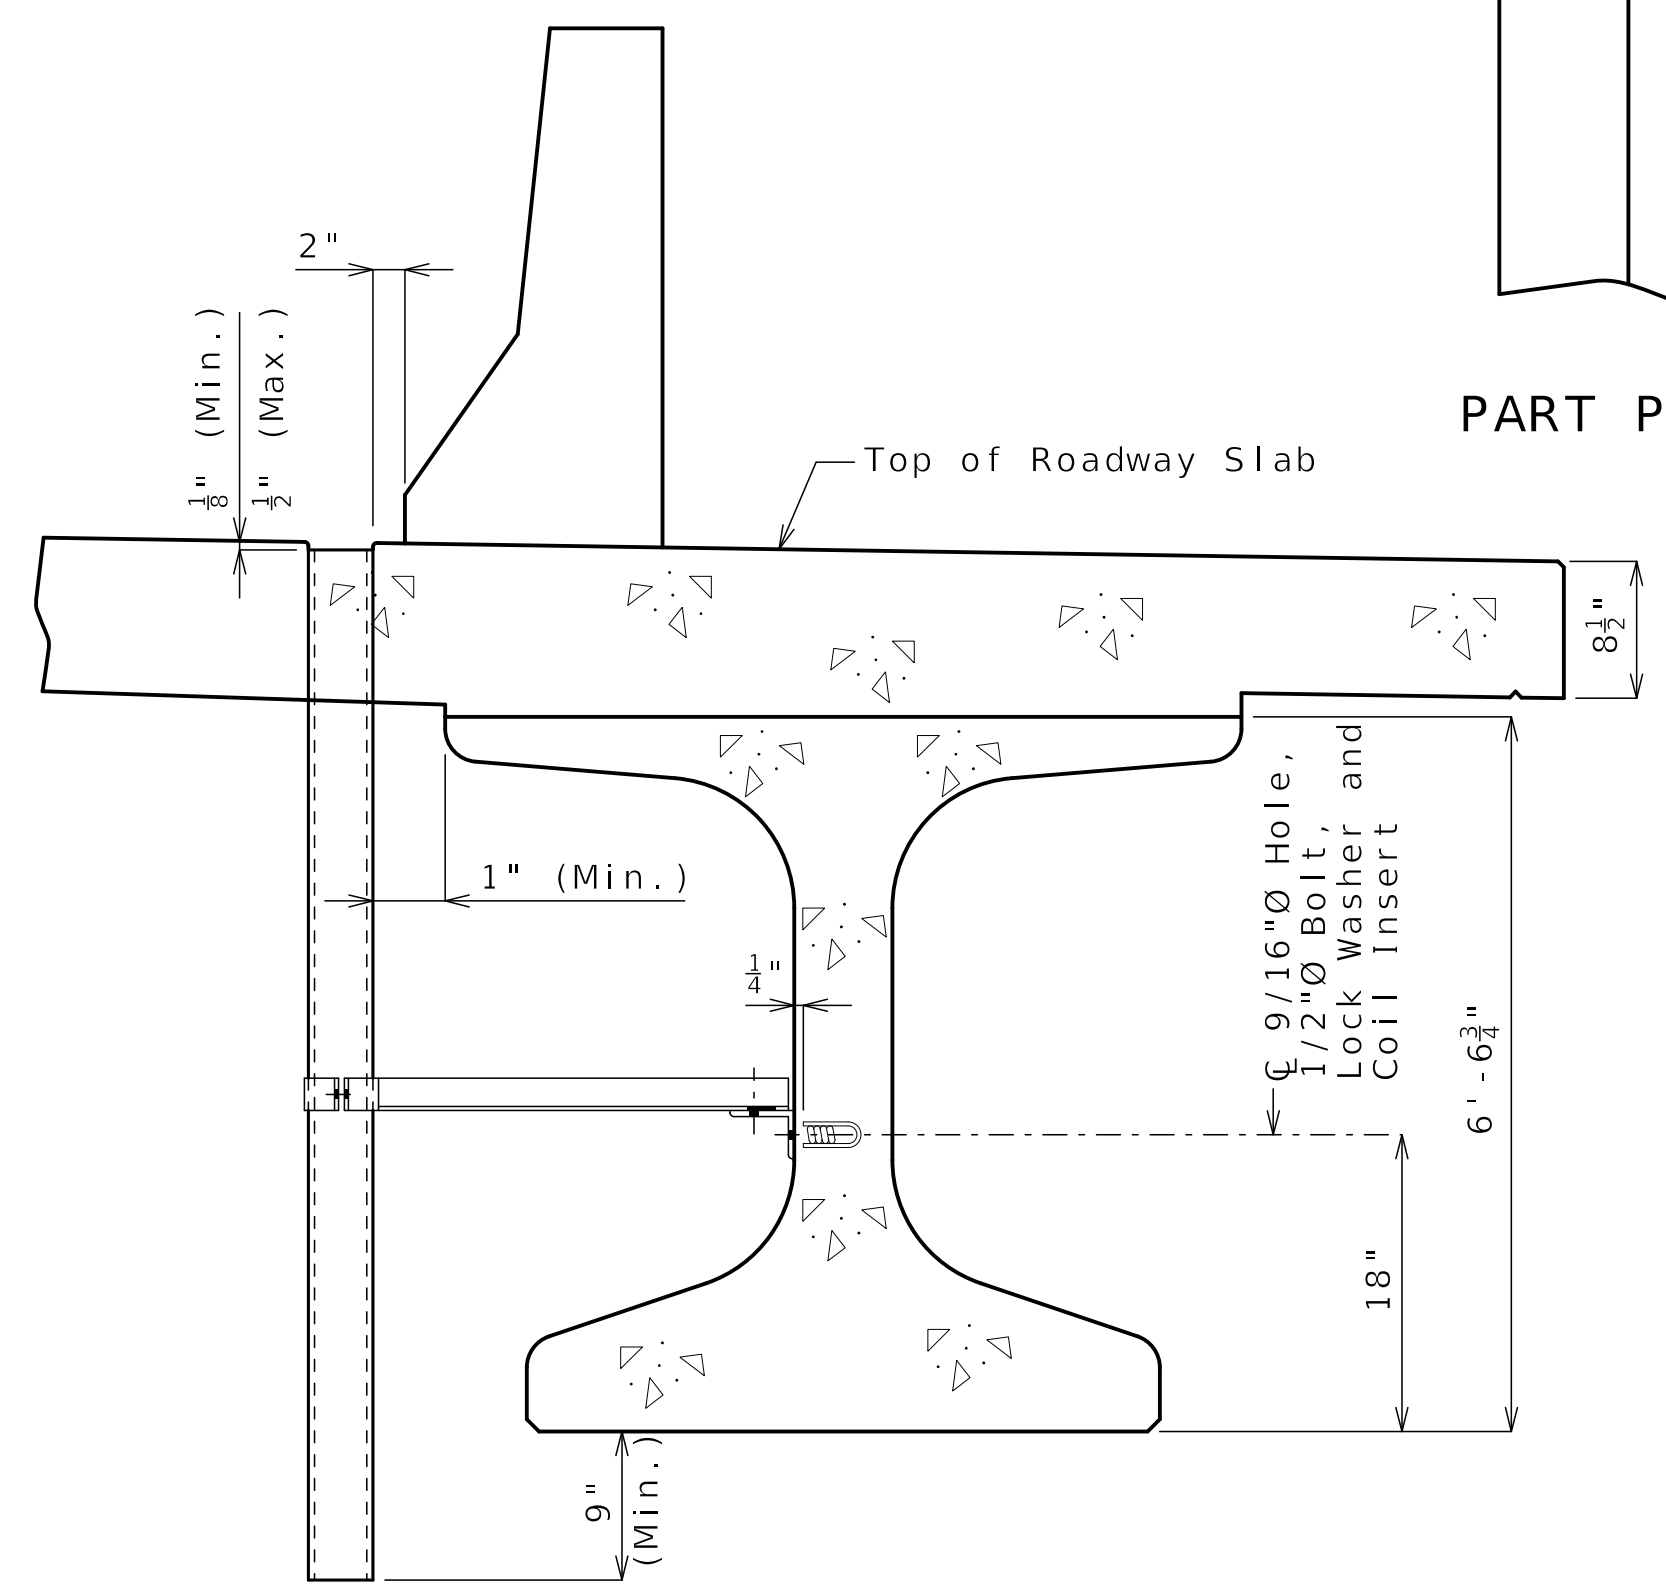 2"
1/8" (Min.)
1/2" (Max.)
PART P
Top of Roadway Slab
8 1/2"
1" (Min.)
1/4"
℄ 9/16"Ø Hole,
1/2"Ø Bolt,
Lock Washer and
Coil Insert
6'-6 3/4"
18"
9"
(Min.)